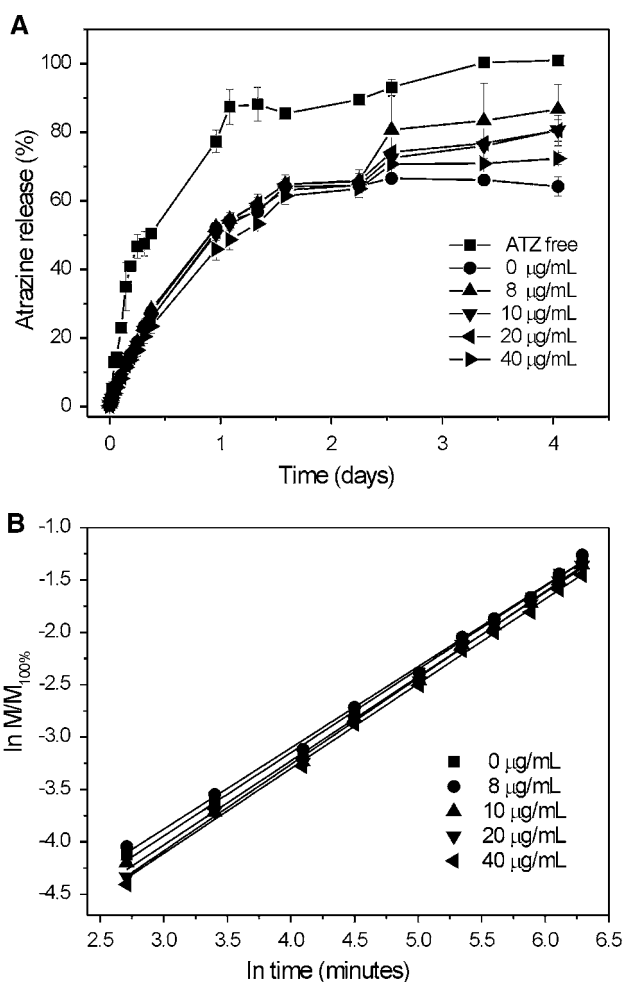 A
100
80
60
40
20
0
Atrazine release (%)
ATZ free
0 µg/mL
8 µg/mL
10 µg/mL
20 µg/mL
40 µg/mL
0 1 2 3 4
Time (days)
B
-1.0
-1.5
-2.0
-2.5
-3.0
-3.5
-4.0
-4.5
ln M/M100%
0 µg/mL
8 µg/mL
10 µg/mL
20 µg/mL
40 µg/mL
2.5 3.0 3.5 4.0 4.5 5.0 5.5 6.0 6.5
ln time (minutes)